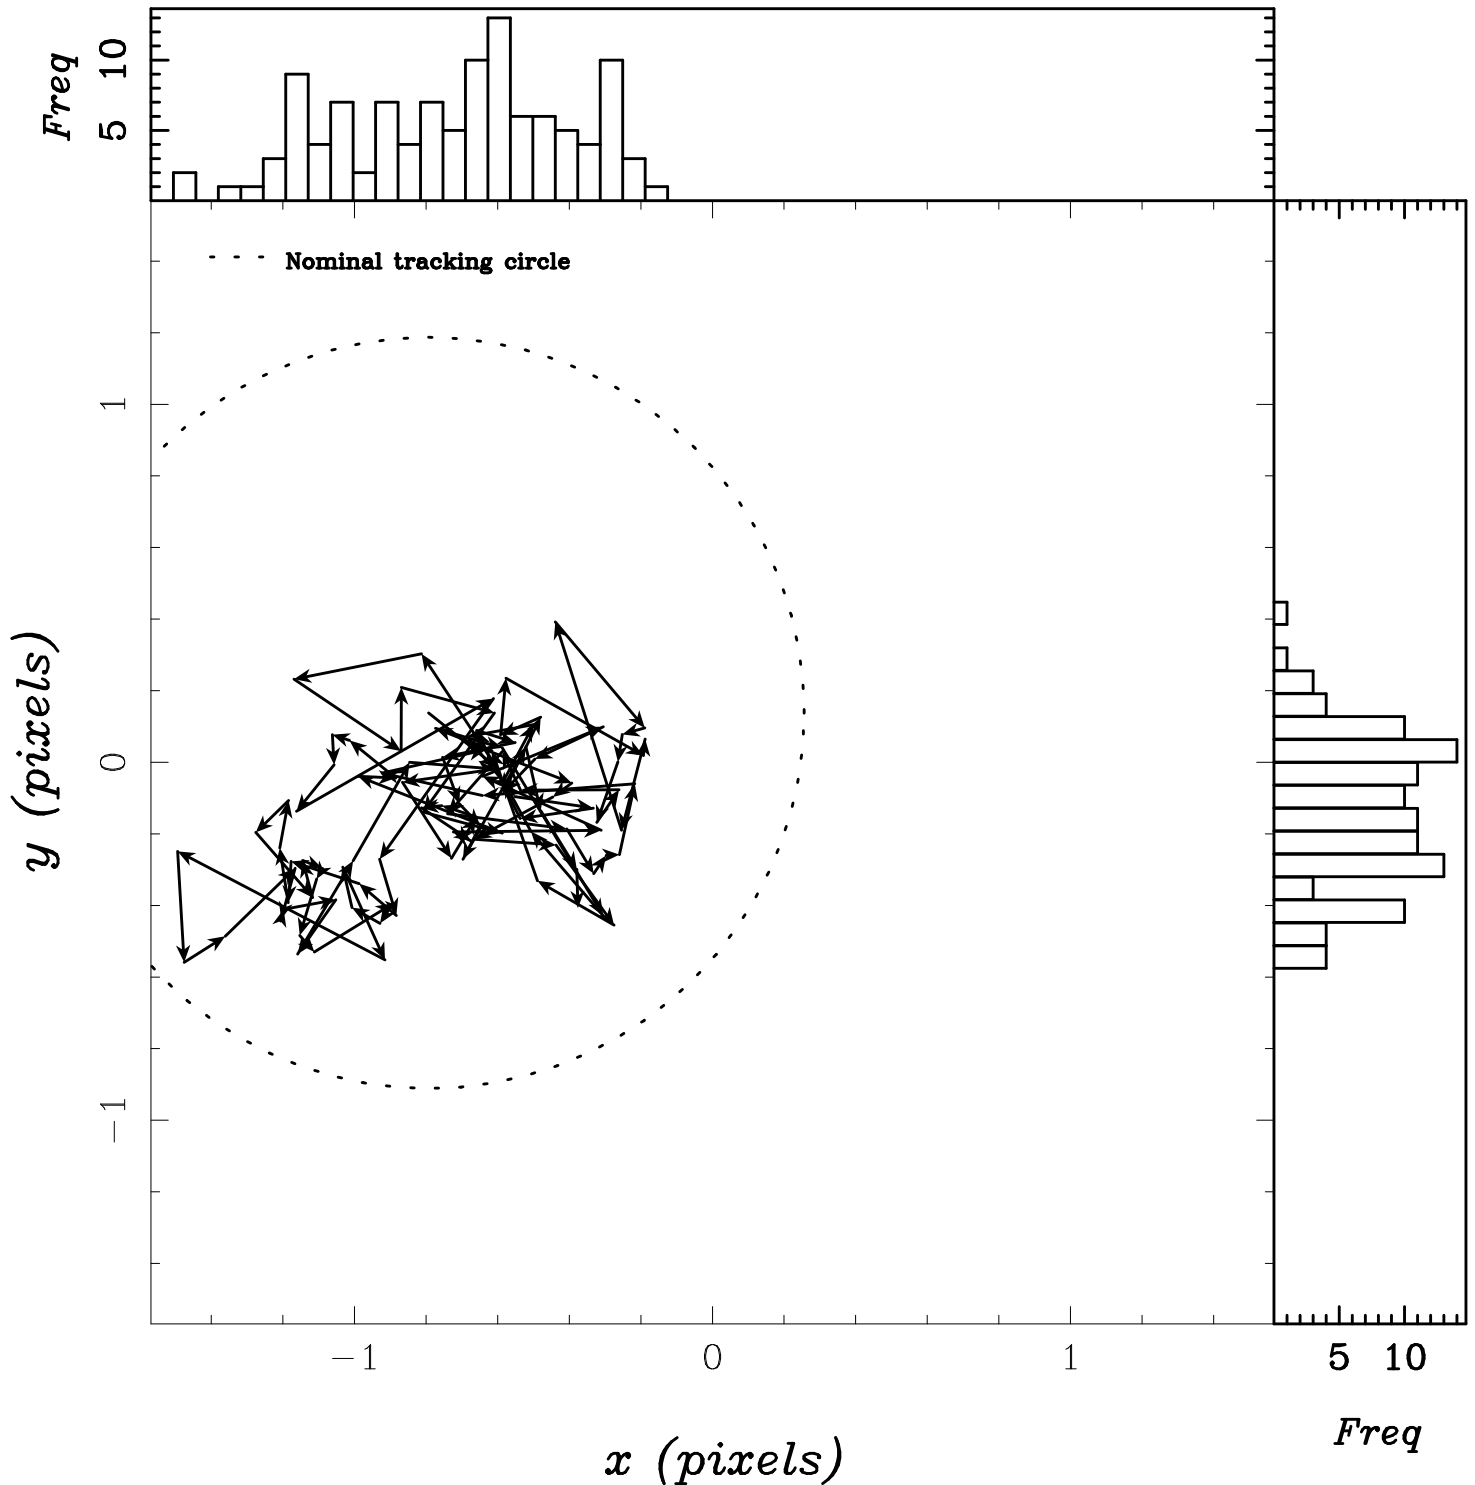 Freq
10
5
Nominal tracking circle
1
0
−1
y (pixels)
−1 0 1
5 10
Freq
x (pixels)